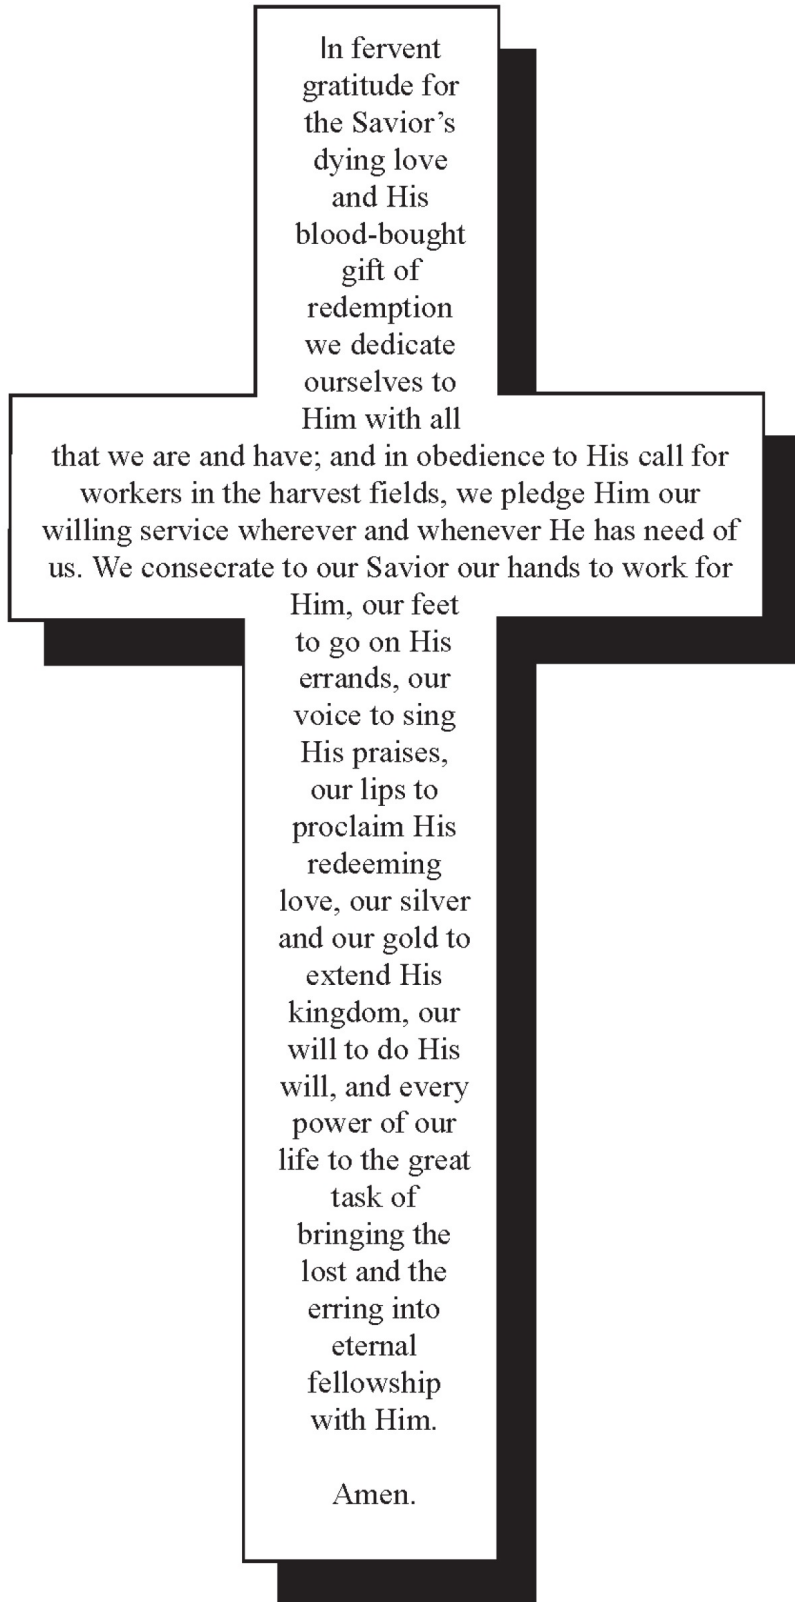 In fervent
gratitude for
the Savior's
dying love
and His
blood-bought
gift of
redemption
we dedicate
ourselves to
Him with all
that we are and have; and in obedience to His call for
workers in the harvest fields, we pledge Him our
willing service wherever and whenever He has need of
us. We consecrate to our Savior our hands to work for
Him, our feet
to go on His
errands, our
voice to sing
His praises,
our lips to
proclaim His
redeeming
love, our silver
and our gold to
extend His
kingdom, our
will to do His
will, and every
power of our
life to the great
task of
bringing the
lost and the
erring into
eternal
fellowship
with Him.
Amen.